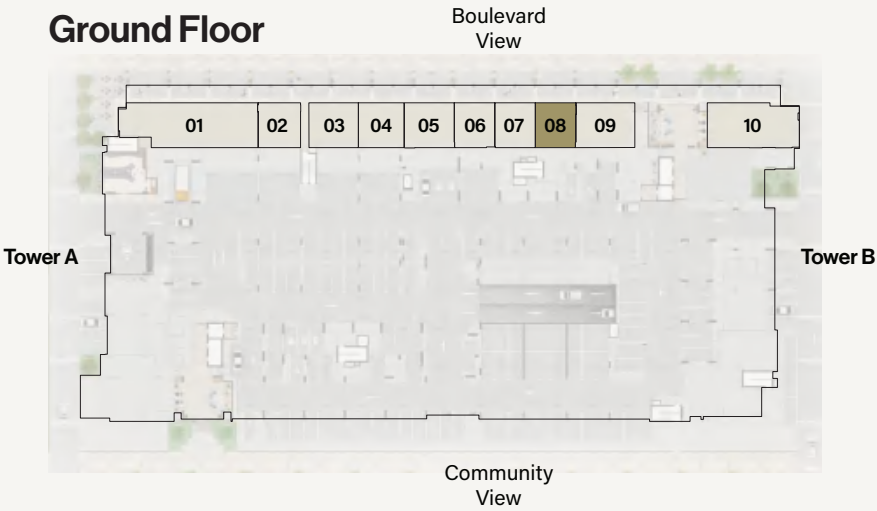 Ground Floor
Boulevard
View
01 02 03 04 05 06 07 08 09 10
Tower A
Tower B
Community
View